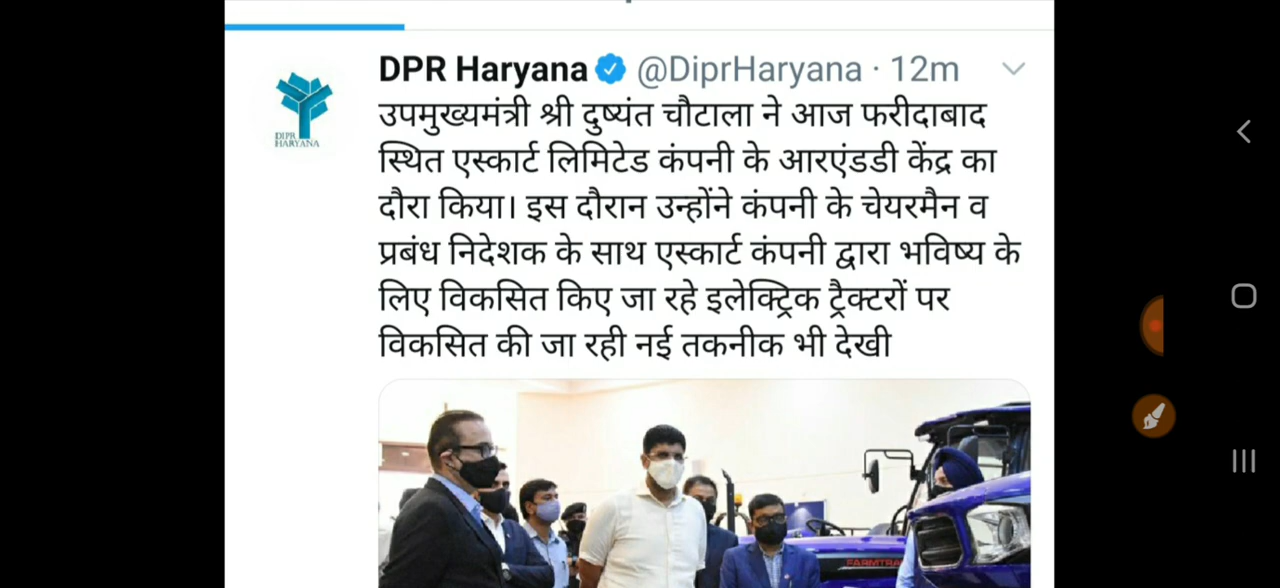 DPR Haryana @DiprHaryana · 12m
DIPR
HARYANA
उपमुख्यमंत्री श्री दुष्यंत चौटाला ने आज फरीदाबाद
स्थित एस्कार्ट लिमिटेड कंपनी के आरएंडडी केंद्र का
दौरा किया। इस दौरान उन्होंने कंपनी के चेयरमैन व
प्रबंध निदेशक के साथ एस्कार्ट कंपनी द्वारा भविष्य के
लिए विकसित किए जा रहे इलेक्ट्रिक ट्रैक्टरों पर
विकसित की जा रही नई तकनीक भी देखी
FARMTRA